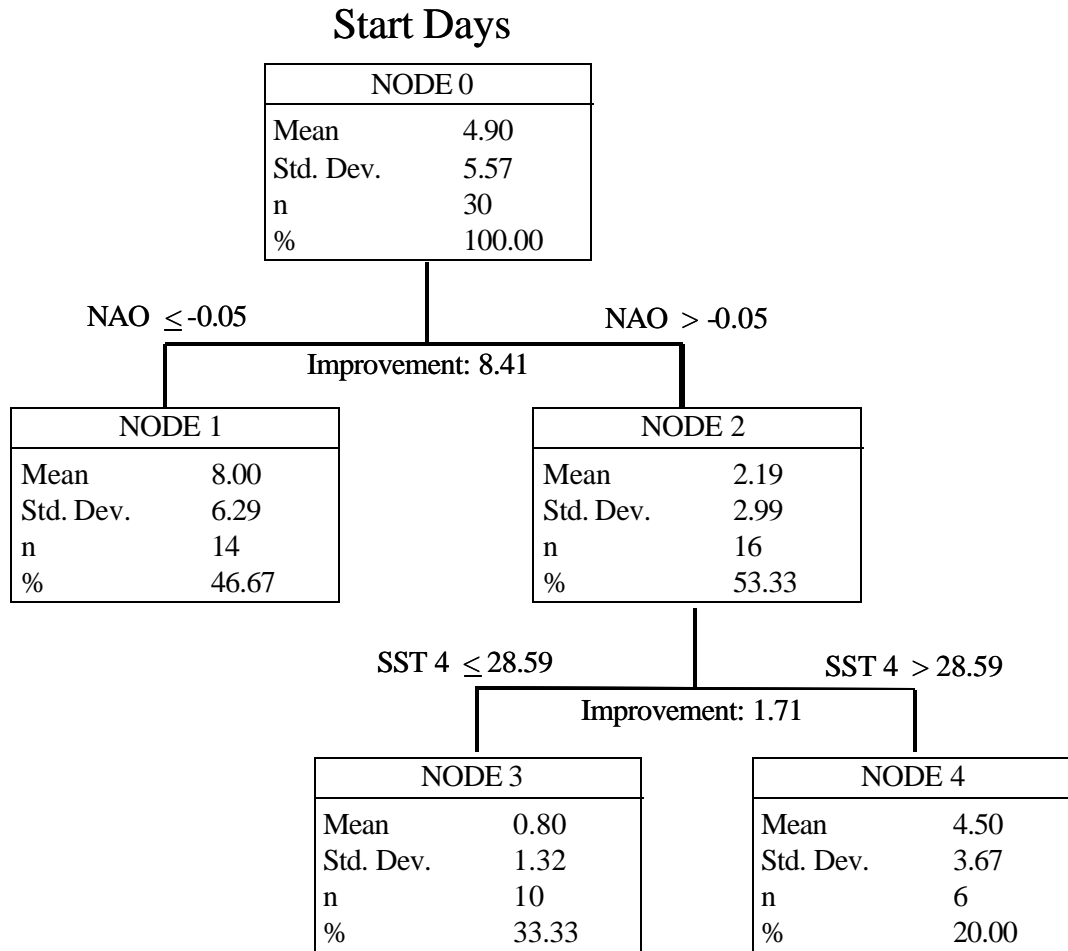 Start Days
NODE 0
Mean 4.90
Std. Dev. 5.57
n 30
% 100.00
NAO ≤ -0.05
NAO > -0.05
Improvement: 8.41
NODE 1
Mean 8.00
Std. Dev. 6.29
n 14
% 46.67
NODE 2
Mean 2.19
Std. Dev. 2.99
n 16
% 53.33
SST 4 ≤ 28.59
SST 4 > 28.59
Improvement: 1.71
NODE 3
Mean 0.80
Std. Dev. 1.32
n 10
% 33.33
NODE 4
Mean 4.50
Std. Dev. 3.67
n 6
% 20.00